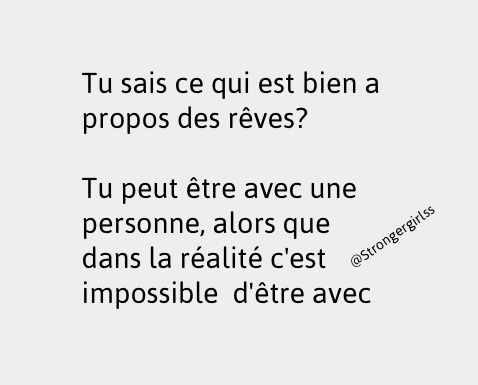 Tu sais ce qui est bien a
propos des rêves?
Tu peut être avec une
personne, alors que
dans la réalité c'est
impossible d'être avec
@Strongergirlss